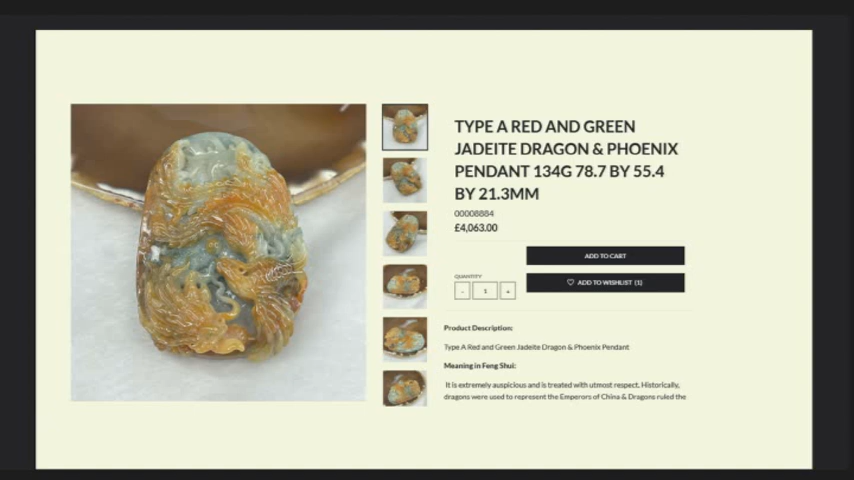 TYPE A RED AND GREEN
JADEITE DRAGON & PHOENIX
PENDANT 134G 78.7 BY 55.4
BY 21.3MM
00008884
£4,063.00
ADD TO CART
QUANTITY
- 1 +
♡ ADD TO WISHLIST (1)
Product Description:
Type A Red and Green Jadeite Dragon & Phoenix Pendant
Meaning in Feng Shui:
It is extremely auspicious and is treated with utmost respect. Historically,
dragons were used to represent the Emperors of China & Dragons ruled the